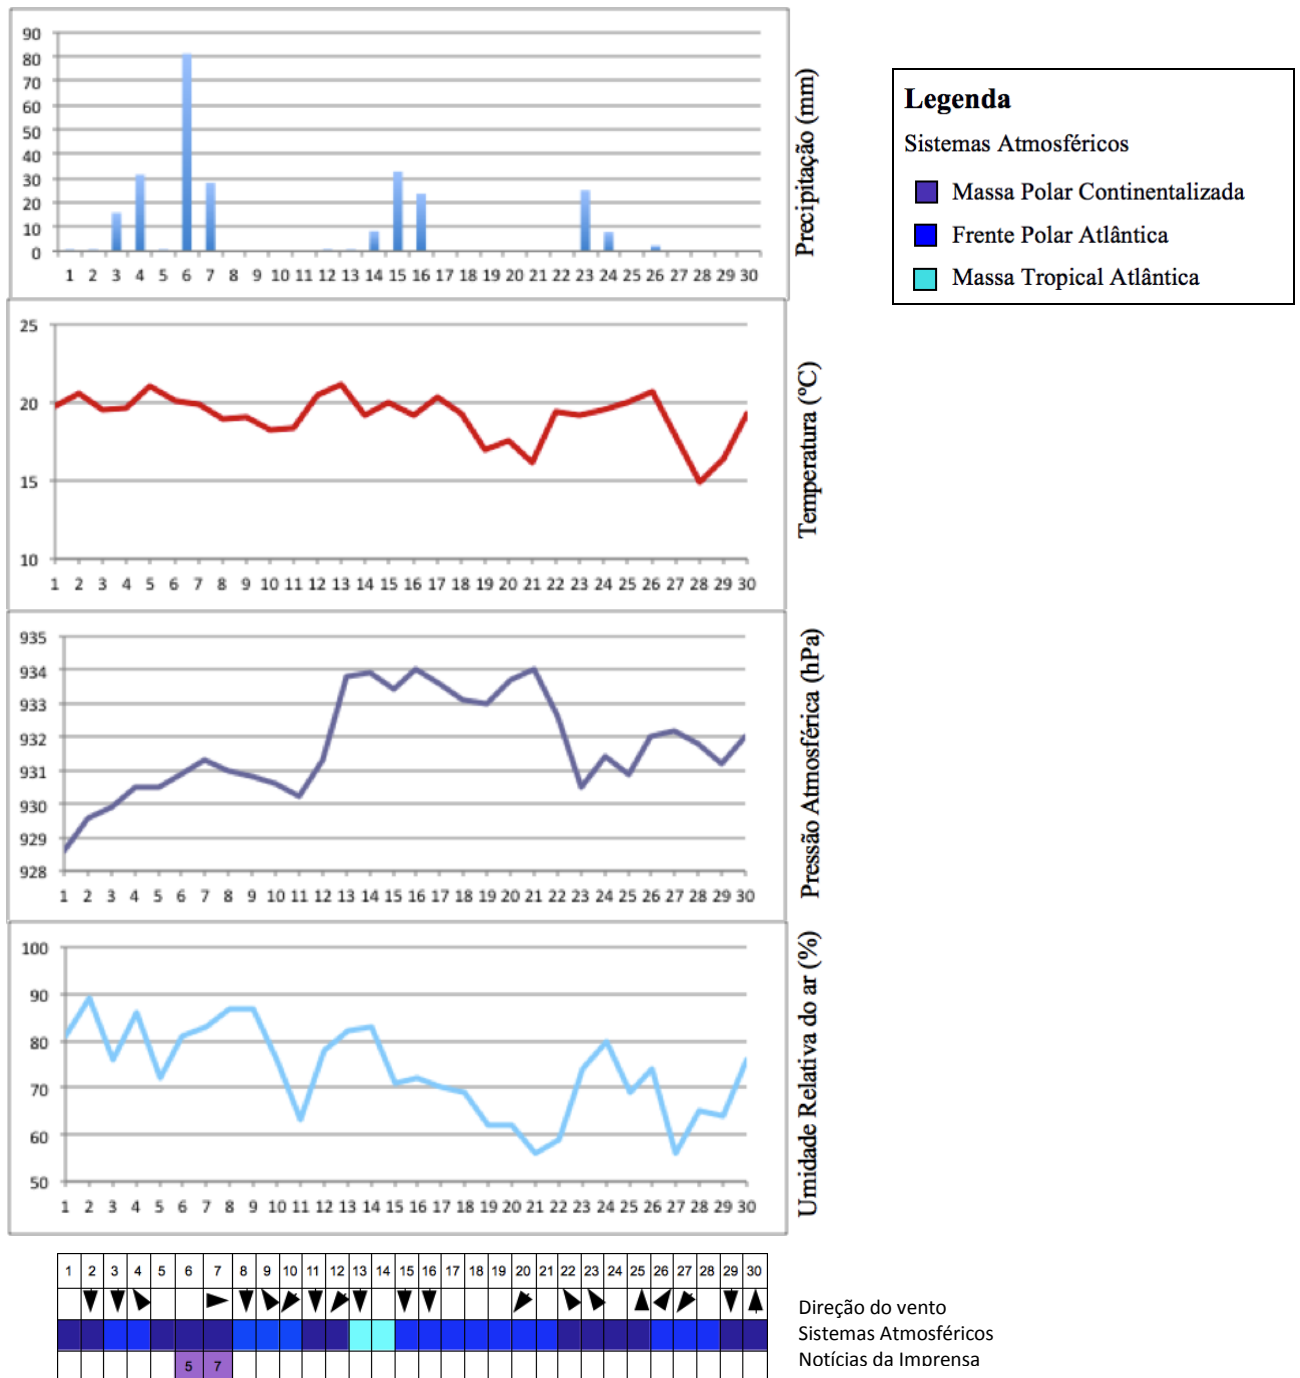 90
80
70
60
50
40
30
20
10
0
1 2 3 4 5 6 7 8 9 10 11 12 13 14 15 16 17 18 19 20 21 22 23 24 25 26 27 28 29 30
Precipitação (mm)
Legenda
Sistemas Atmosféricos
Massa Polar Continentalizada
Frente Polar Atlântica
Massa Tropical Atlântica
25
20
15
10
1 2 3 4 5 6 7 8 9 10 11 12 13 14 15 16 17 18 19 20 21 22 23 24 25 26 27 28 29 30
Temperatura (ºC)
935
934
933
932
931
930
929
928
1 2 3 4 5 6 7 8 9 10 11 12 13 14 15 16 17 18 19 20 21 22 23 24 25 26 27 28 29 30
Pressão Atmosférica (hPa)
100
90
80
70
60
50
1 2 3 4 5 6 7 8 9 10 11 12 13 14 15 16 17 18 19 20 21 22 23 24 25 26 27 28 29 30
Umidade Relativa do ar (%)
1 2 3 4 5 6 7 8 9 10 11 12 13 14 15 16 17 18 19 20 21 22 23 24 25 26 27 28 29 30
Direção do vento
Sistemas Atmosféricos
5 7
Notícias da Imprensa